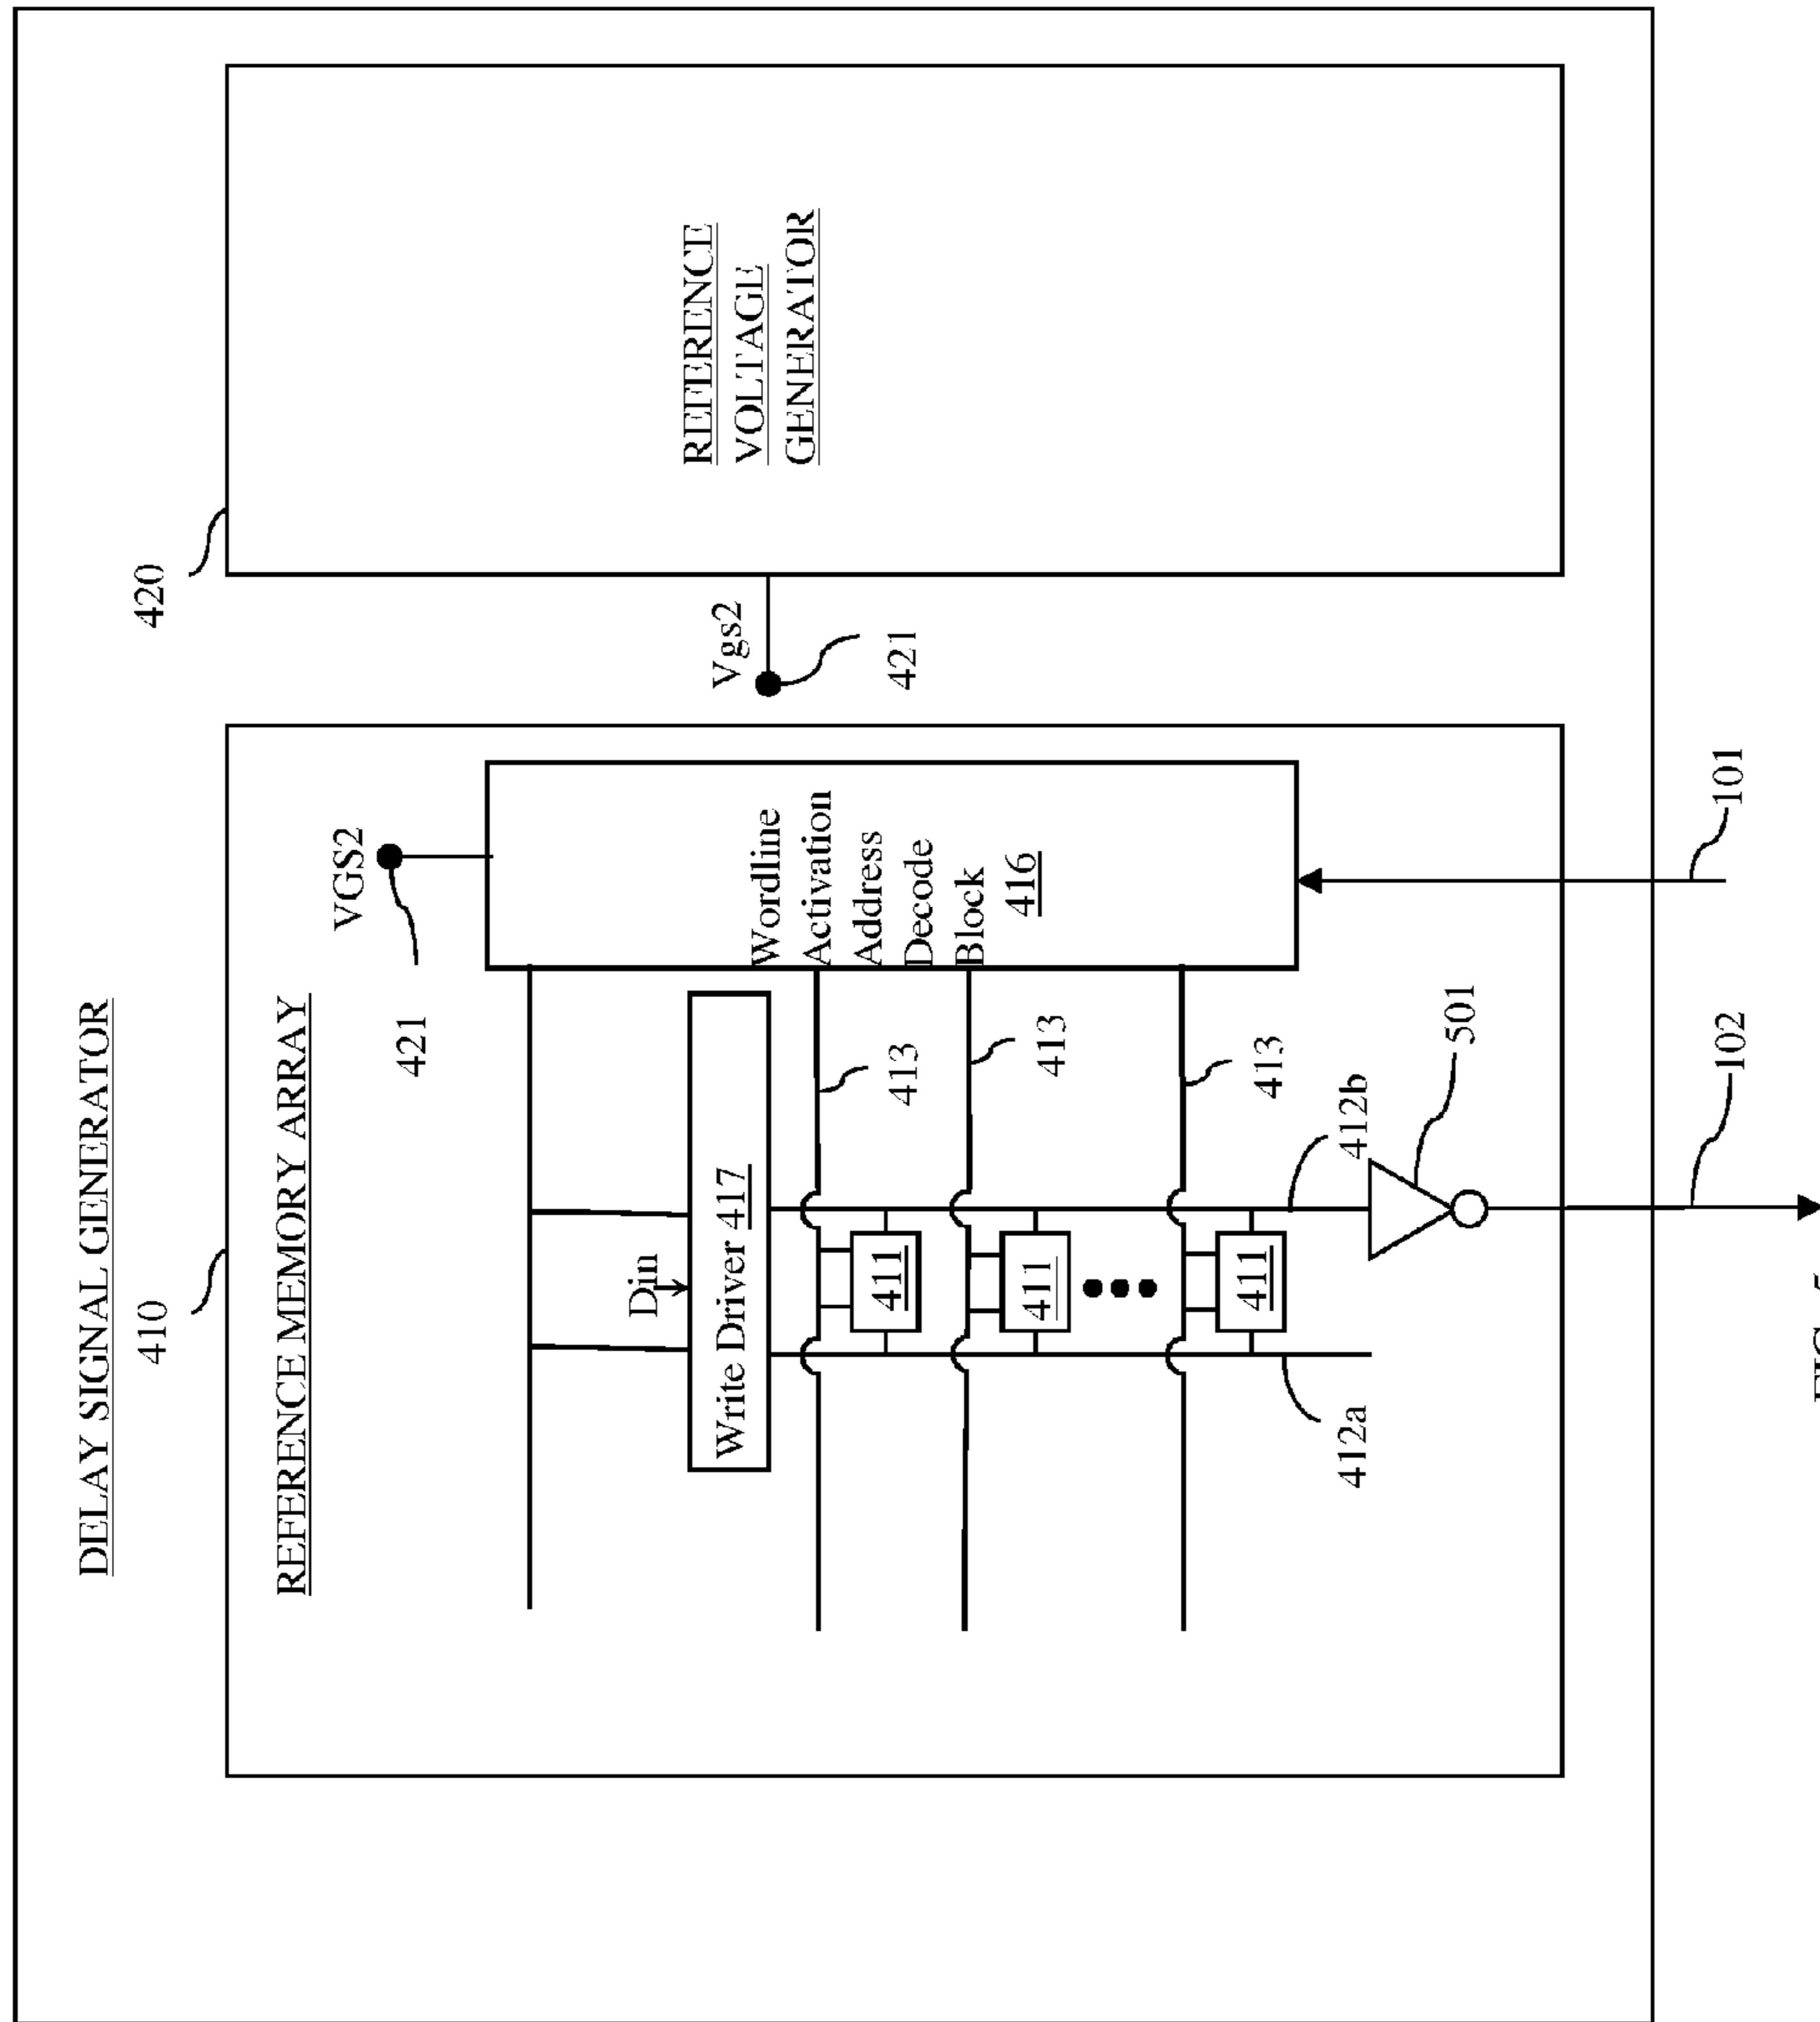 DELAY SIGNAL GENERATOR
410
420
REFERENCE MEMORY ARRAY
VGS2
421
Din
Write Driver 417
Wordline
Activation
Address
Decode
Block
416
Vgs2
421
REFERENCE
VOLTAGE
GENERATOR
411
413
411
413
411
413
412a
412b
501
102
101